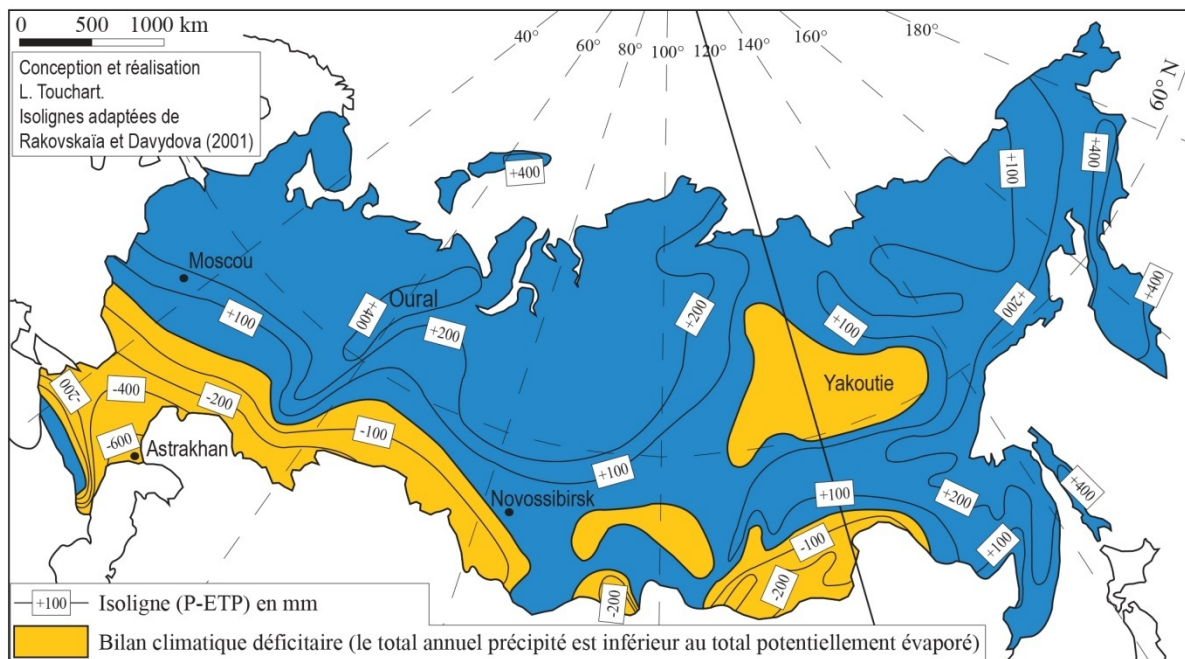 0 500 1000 km
Conception et réalisation
L. Touchart.
Isolignes adaptées de
Rakovskaïa et Davydova (2001)
40° 60° 80° 100° 120° 140° 160° 180°
60° N
+400
+100
+400
Moscou
Oural
+400
+100
+200
+200
+200
+400
+100
Yakoutie
-200
-400
-200
-100
-600
Astrakhan
+100
Novossibirsk
+100
+200
+400
+100
-100
-200
-200
+100 Isoligne (P-ETP) en mm
Bilan climatique déficitaire (le total annuel précipité est inférieur au total potentiellement évaporé)